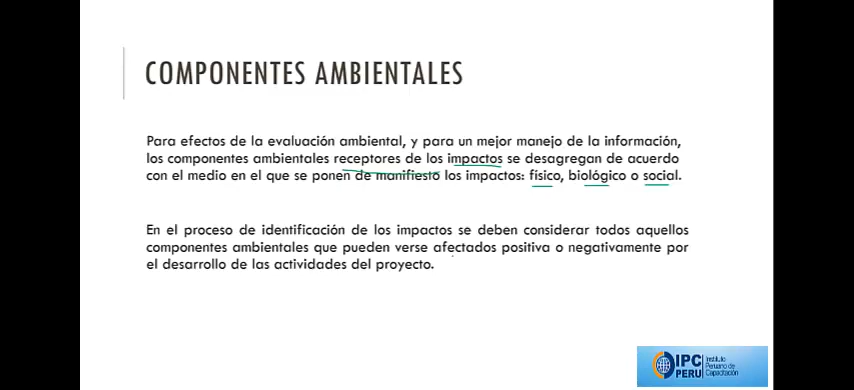 COMPONENTES AMBIENTALES
Para efectos de la evaluación ambiental, y para un mejor manejo de la información,
los componentes ambientales receptores de los impactos se desagregan de acuerdo
con el medio en el que se ponen de manifiesto los impactos: físico, biológico o social.
En el proceso de identificación de los impactos se deben considerar todos aquellos
componentes ambientales que pueden verse afectados positiva o negativamente por
el desarrollo de las actividades del proyecto.
IPC
PERU
Instituto
Peruano de
Capacitación